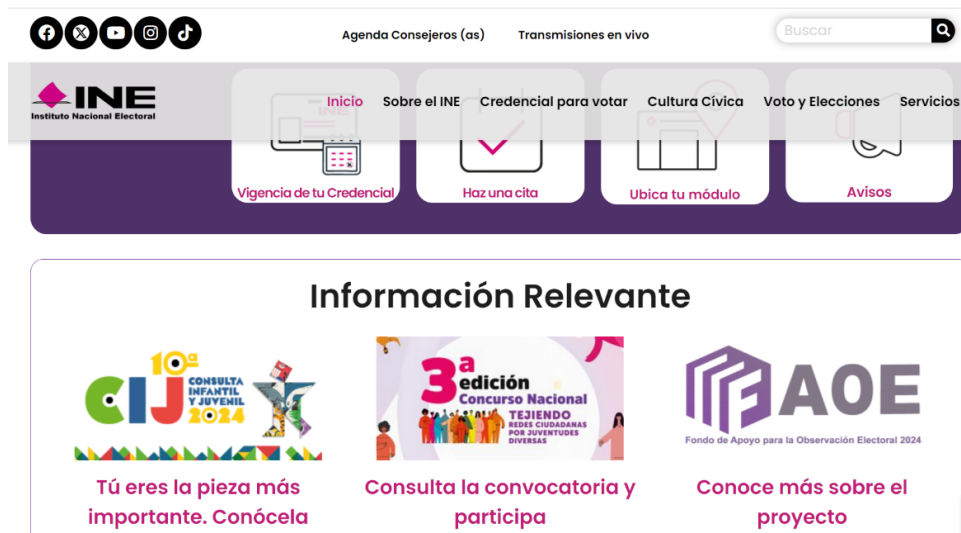 Agenda Consejeros (as) Transmisiones en vivo Buscar
INE
Instituto Nacional Electoral
Inicio Sobre el INE Credencial para votar Cultura Cívica Voto y Elecciones Servicios
INE
Vigencia de tu Credencial Haz una cita Ubica tu módulo Avisos
Información Relevante
10ª
CIJ
CONSULTA
INFANTIL
Y JUVENIL
2024
3ª
edición
Concurso Nacional
TEJIENDO
REDES CIUDADANAS
POR JUVENTUDES
DIVERSAS
FAOE
Fondo de Apoyo para la Observación Electoral 2024
Tú eres la pieza más
importante. Conócela
Consulta la convocatoria y
participa
Conoce más sobre el
proyecto